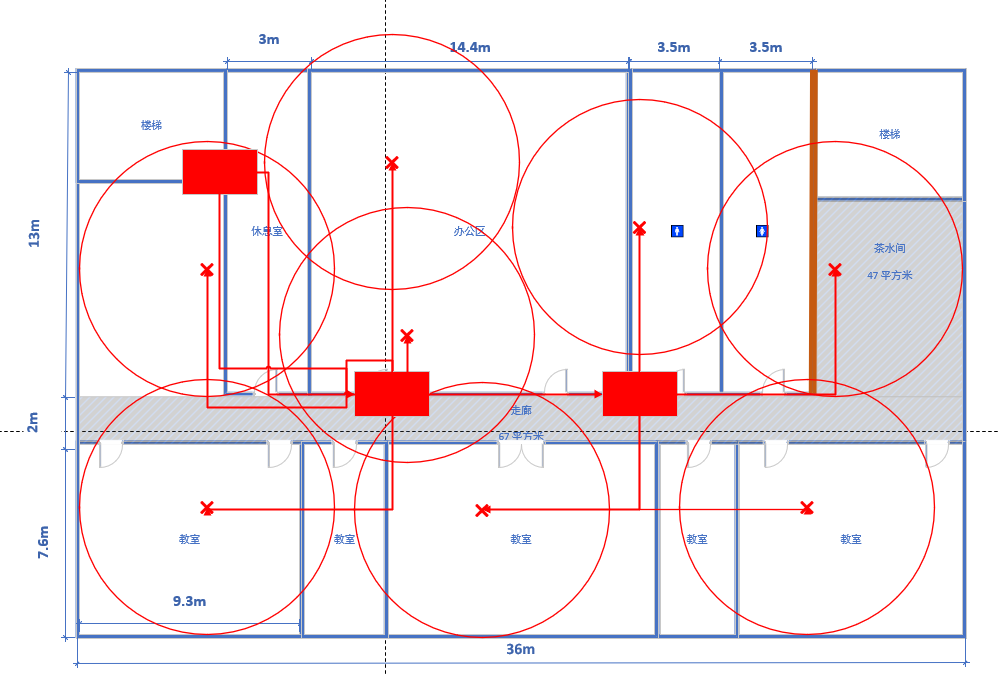 3m
14.4m
3.5m
3.5m
楼梯
楼梯
13m
休息室
办公区
茶水间
47 平方米
2m
走廊
67 平方米
7.6m
教室
教室
教室
教室
教室
9.3m
36m